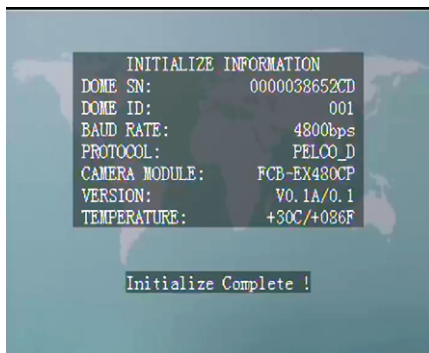 INITIALIZE INFORMATION
DOME SN: 0000038652CD
DOME ID: 001
BAUD RATE: 4800bps
PROTOCOL: PELCO_D
CAMERA MODULE: FCB-EX480CP
VERSION: V0.1A/0.1
TEMPERATURE: +30C/+086F
Initialize Complete !